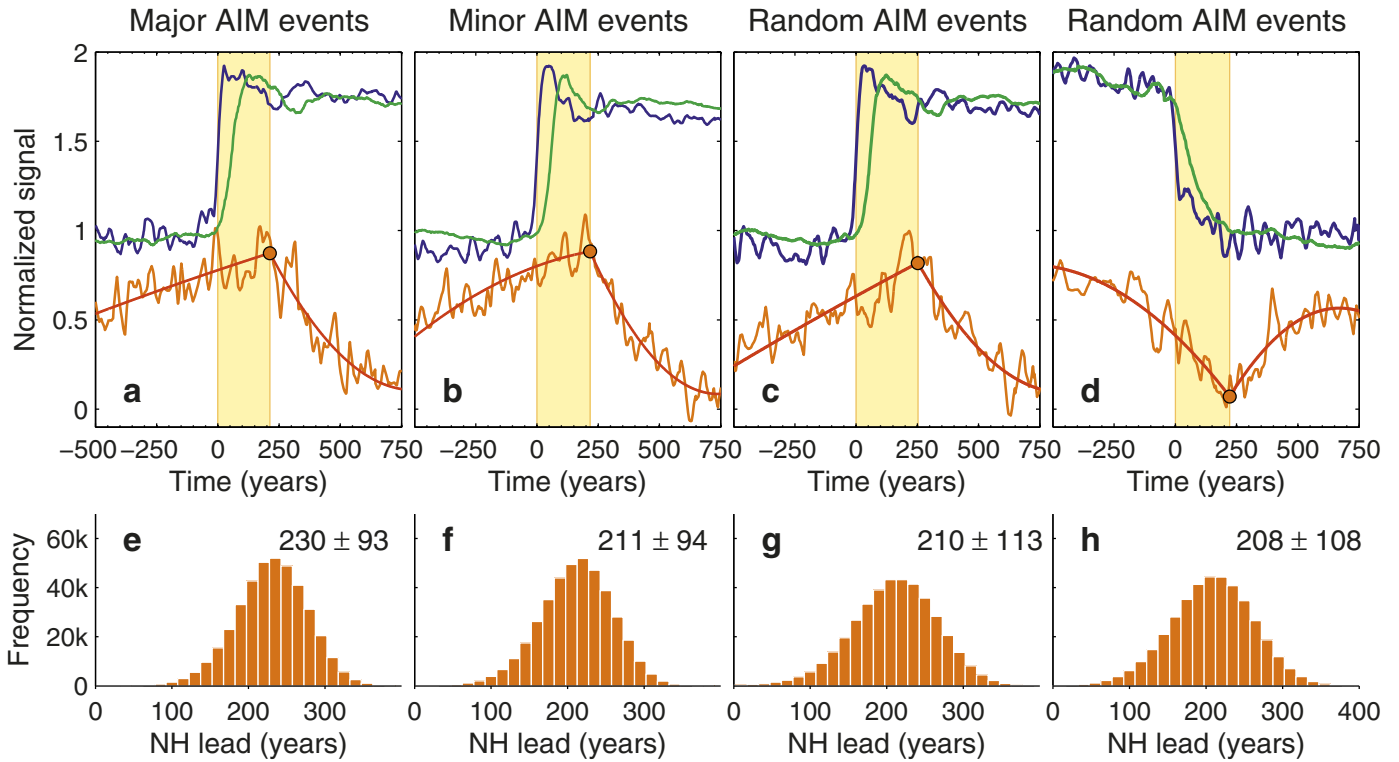 Major AIM events Minor AIM events Random AIM events Random AIM events
2
1.5
1
0.5
0
Normalized signal
a b c d
−500 −250 0 250 500 750 −250 0 250 500 750 −250 0 250 500 750 −250 0 250 500 750
Time (years) Time (years) Time (years) Time (years)
e 230 ± 93 f 211 ± 94 g 210 ± 113 h 208 ± 108
60k
40k
20k
0
Frequency
0 100 200 300 0 100 200 300 0 100 200 300 0 100 200 300 400
NH lead (years) NH lead (years) NH lead (years) NH lead (years)